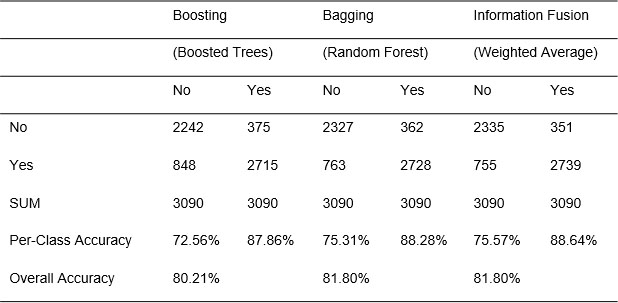 Boosting Bagging Information Fusion
(Boosted Trees) (Random Forest) (Weighted Average)
No Yes No Yes No Yes
No 2242 375 2327 362 2335 351
Yes 848 2715 763 2728 755 2739
SUM 3090 3090 3090 3090 3090 3090
Per-Class Accuracy 72.56% 87.86% 75.31% 88.28% 75.57% 88.64%
Overall Accuracy 80.21% 81.80% 81.80%